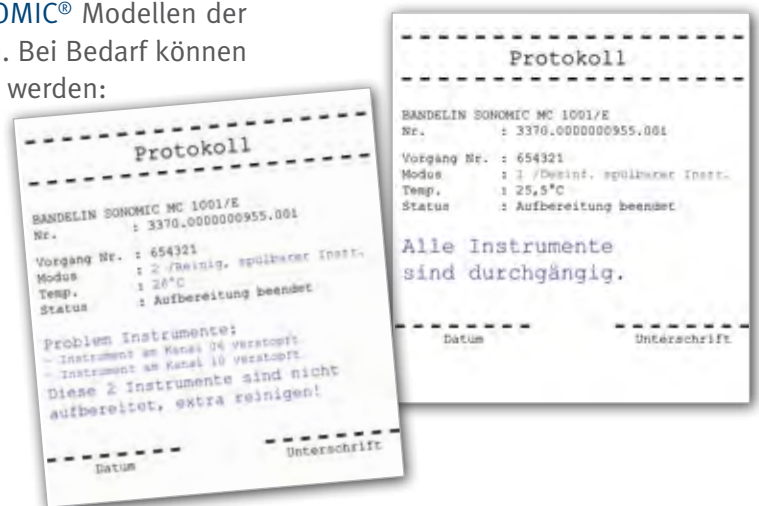 OMIC® Modellen der
. Bei Bedarf können
werden:
Protokoll
BANDELIN SONOMIC MC 1001/E
Nr. : 3370.0000000955.001
Vorgang Nr. : 654321
Modus : 2 /Reinig. spülbarer Instr.
Temp. : 26°C
Status : Aufbereitung beendet
Problem Instrumente:
- Instrument am Kanal 06 verstopft
- Instrument am Kanal 10 verstopft
Diese 2 Instrumente sind nicht
aufbereitet, extra reinigen!
Datum Unterschrift
Protokoll
BANDELIN SONOMIC MC 1001/E
Nr. : 3370.0000000955.001
Vorgang Nr. : 654321
Modus : 1 /Desinf. spülbarer Instr.
Temp. : 25,5°C
Status : Aufbereitung beendet
Alle Instrumente
sind durchgängig.
Datum Unterschrift